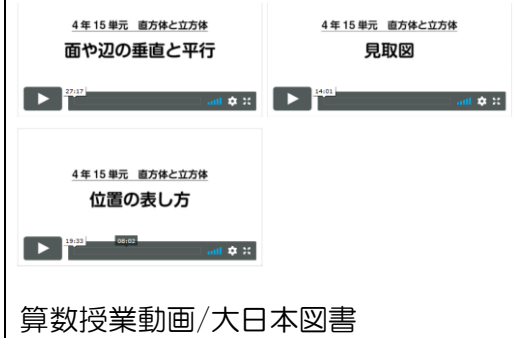 4年15単元 直方体と立方体
面や辺の垂直と平行
27:17
4年15単元 直方体と立方体
見取図
14:01
4年15単元 直方体と立方体
位置の表し方
19:33
08:02
算数授業動画/大日本図書